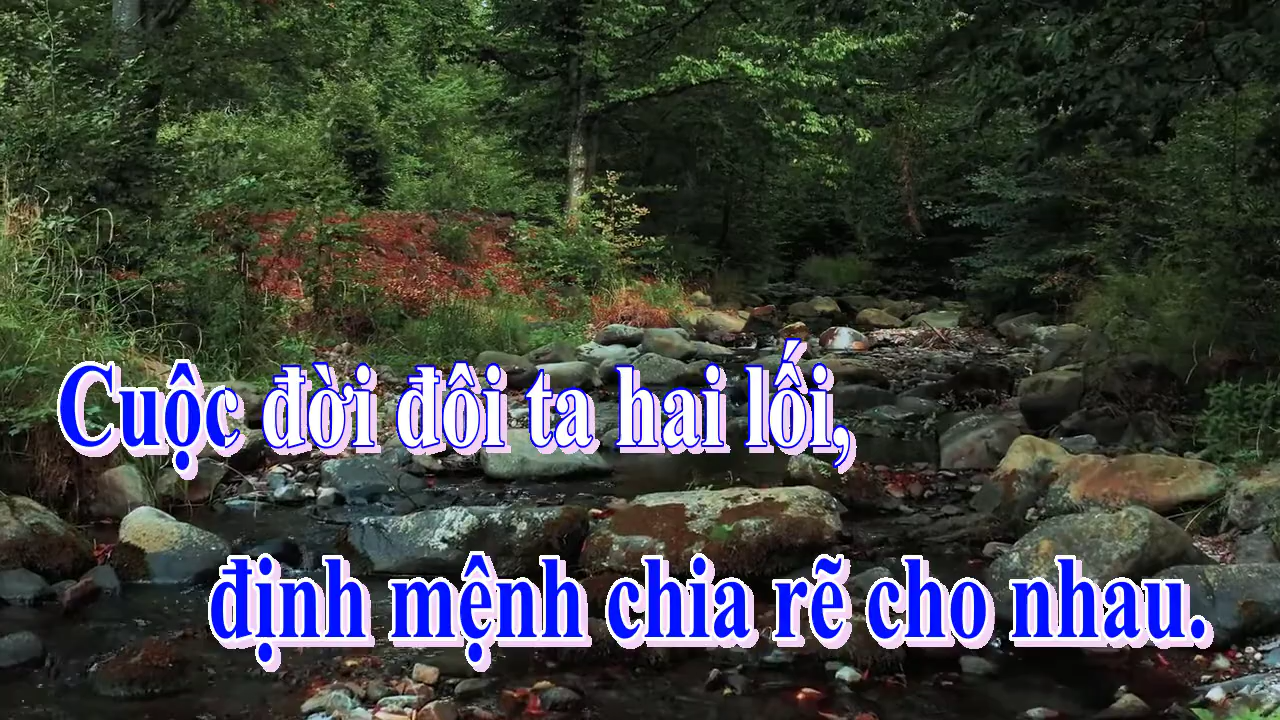 Cuộc đời đôi ta hai lối,
định mệnh chia rẽ cho nhau.